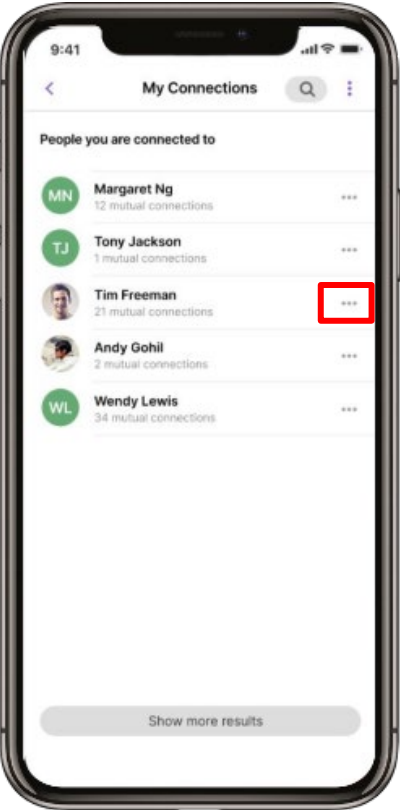 9:41
My Connections
People you are connected to
MN
Margaret Ng
12 mutual connections
TJ
Tony Jackson
1 mutual connections
Tim Freeman
21 mutual connections
Andy Gohil
2 mutual connections
WL
Wendy Lewis
34 mutual connections
Show more results